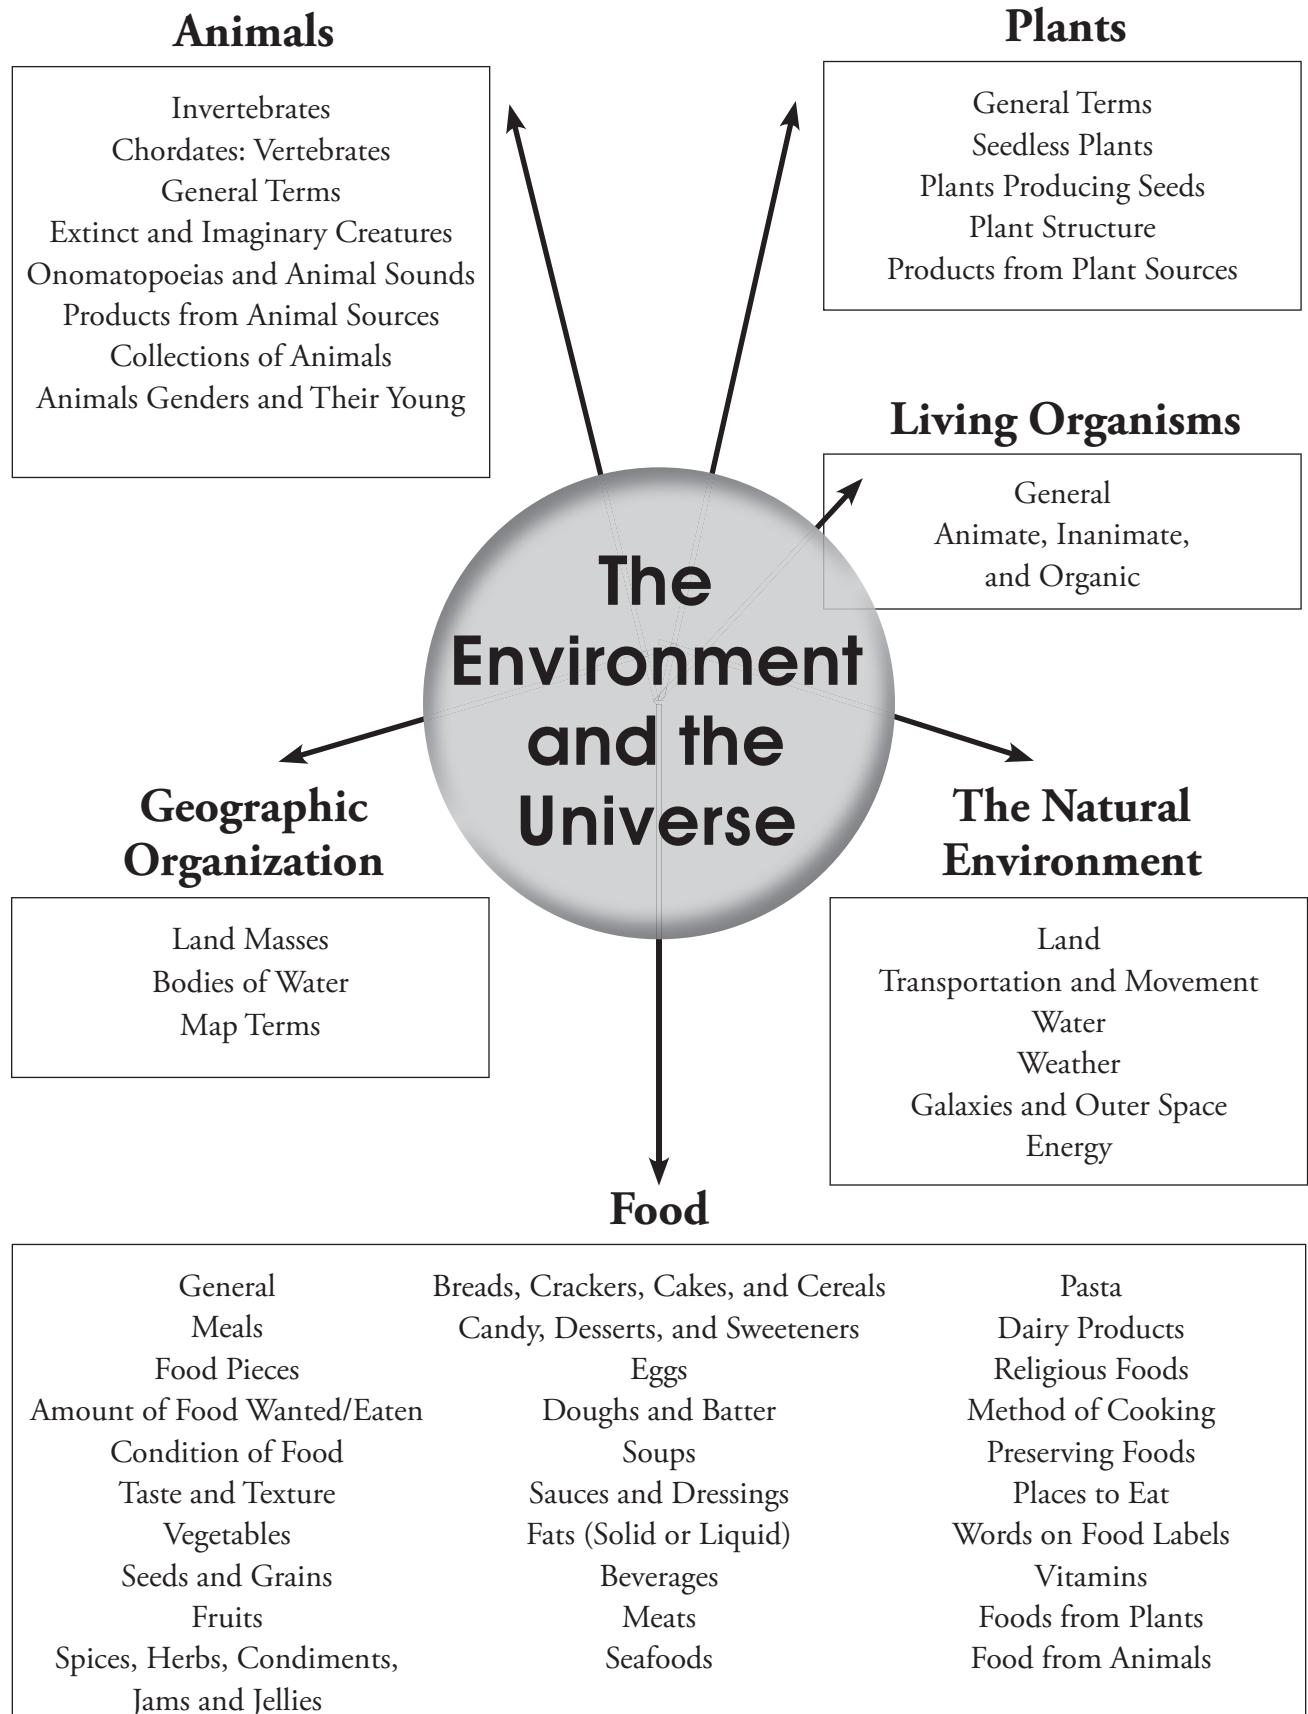 Animals
Invertebrates
Chordates: Vertebrates
General Terms
Extinct and Imaginary Creatures
Onomatopoeias and Animal Sounds
Products from Animal Sources
Collections of Animals
Animals Genders and Their Young
Plants
General Terms
Seedless Plants
Plants Producing Seeds
Plant Structure
Products from Plant Sources
Living Organisms
General
Animate, Inanimate,
and Organic
The
Environment
and the
Universe
Geographic
Organization
Land Masses
Bodies of Water
Map Terms
The Natural
Environment
Land
Transportation and Movement
Water
Weather
Galaxies and Outer Space
Energy
Food
General
Meals
Food Pieces
Amount of Food Wanted/Eaten
Condition of Food
Taste and Texture
Vegetables
Seeds and Grains
Fruits
Spices, Herbs, Condiments,
Jams and Jellies
Breads, Crackers, Cakes, and Cereals
Candy, Desserts, and Sweeteners
Eggs
Doughs and Batter
Soups
Sauces and Dressings
Fats (Solid or Liquid)
Beverages
Meats
Seafoods
Pasta
Dairy Products
Religious Foods
Method of Cooking
Preserving Foods
Places to Eat
Words on Food Labels
Vitamins
Foods from Plants
Food from Animals